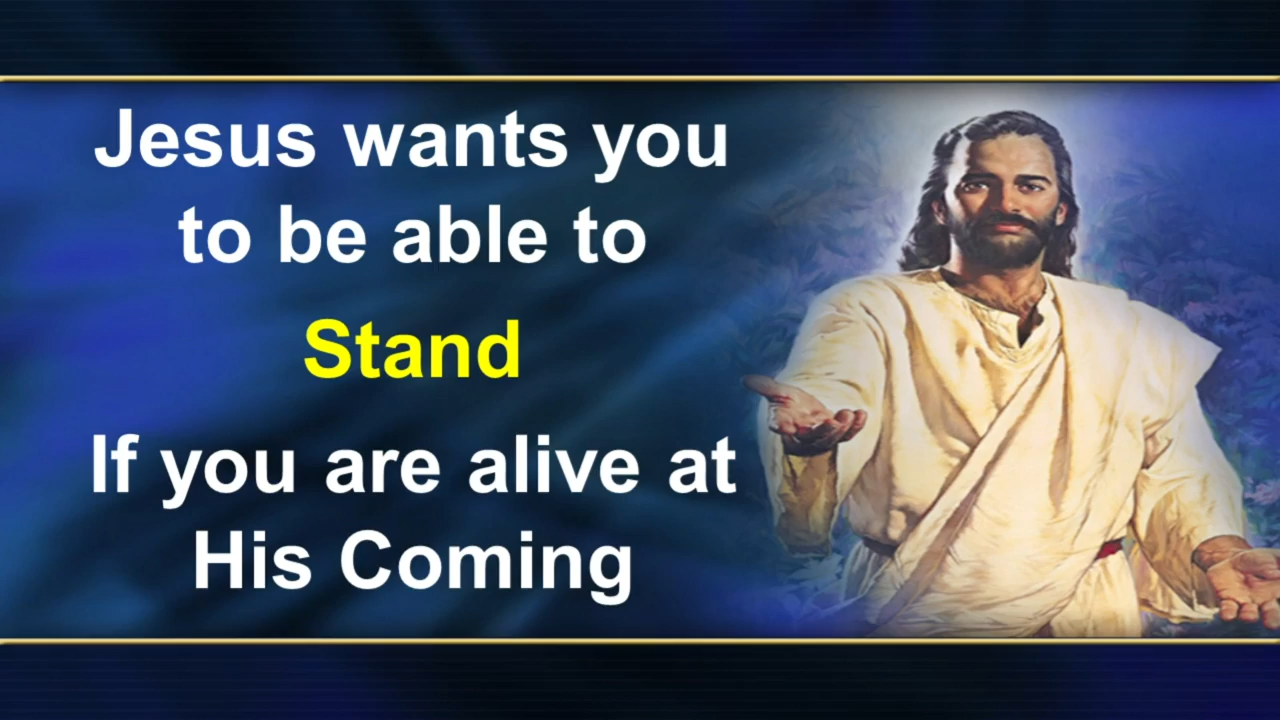 Jesus wants you
to be able to
Stand
If you are alive at
His Coming